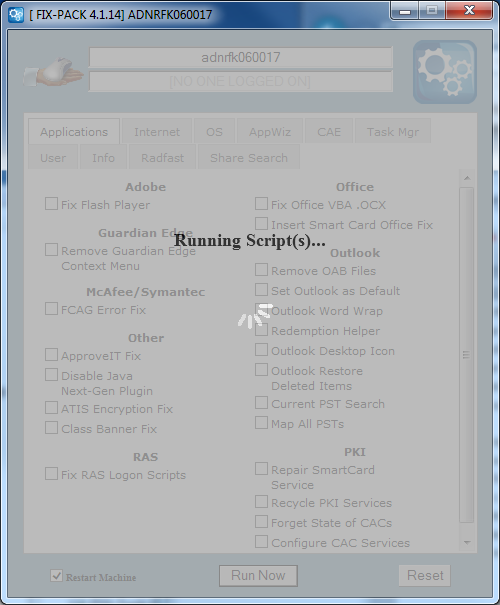 [ FIX-PACK 4.1.14] ADNRFK060017
adnrfk060017
[NO ONE LOGGED ON]
Applications Internet OS AppWiz CAE Task Mgr
User Info Radfast Share Search
Adobe
Fix Flash Player
Guardian Edge
Remove Guardian Edge
Context Menu
McAfee/Symantec
FCAG Error Fix
Other
ApproveIT Fix
Disable Java
Next-Gen Plugin
ATIS Encryption Fix
Class Banner Fix
RAS
Fix RAS Logon Scripts
Office
Fix Office VBA .OCX
Insert Smart Card Office Fix
Running Script(s)...
Outlook
Remove OAB Files
Set Outlook as Default
Outlook Word Wrap
Redemption Helper
Outlook Desktop Icon
Outlook Restore
Deleted Items
Current PST Search
Map All PSTs
PKI
Repair SmartCard
Service
Recycle PKI Services
Forget State of CACs
Configure CAC Services
Restart Machine
Run Now
Reset